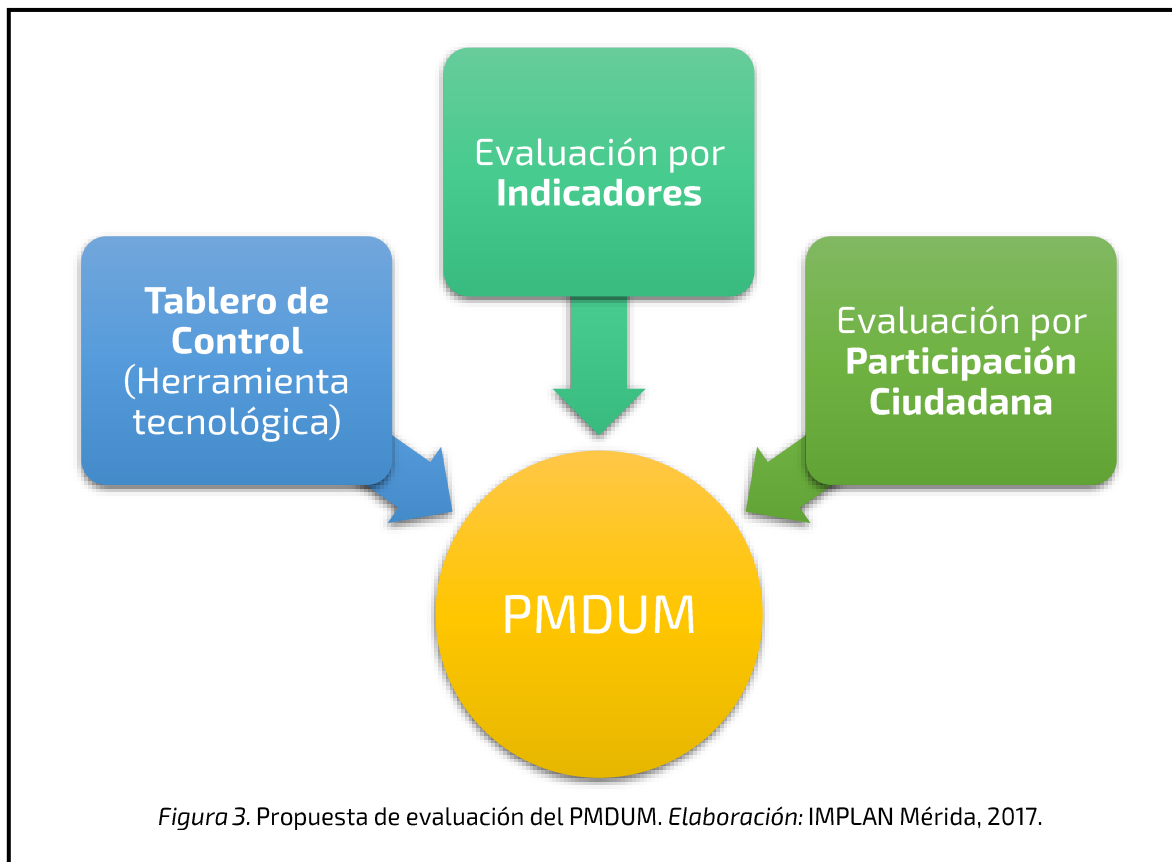 Evaluación por
Indicadores
Tablero de
Control
(Herramienta
tecnológica)
Evaluación por
Participación
Ciudadana
PMDUM
Figura 3. Propuesta de evaluación del PMDUM. Elaboración: IMPLAN Mérida, 2017.